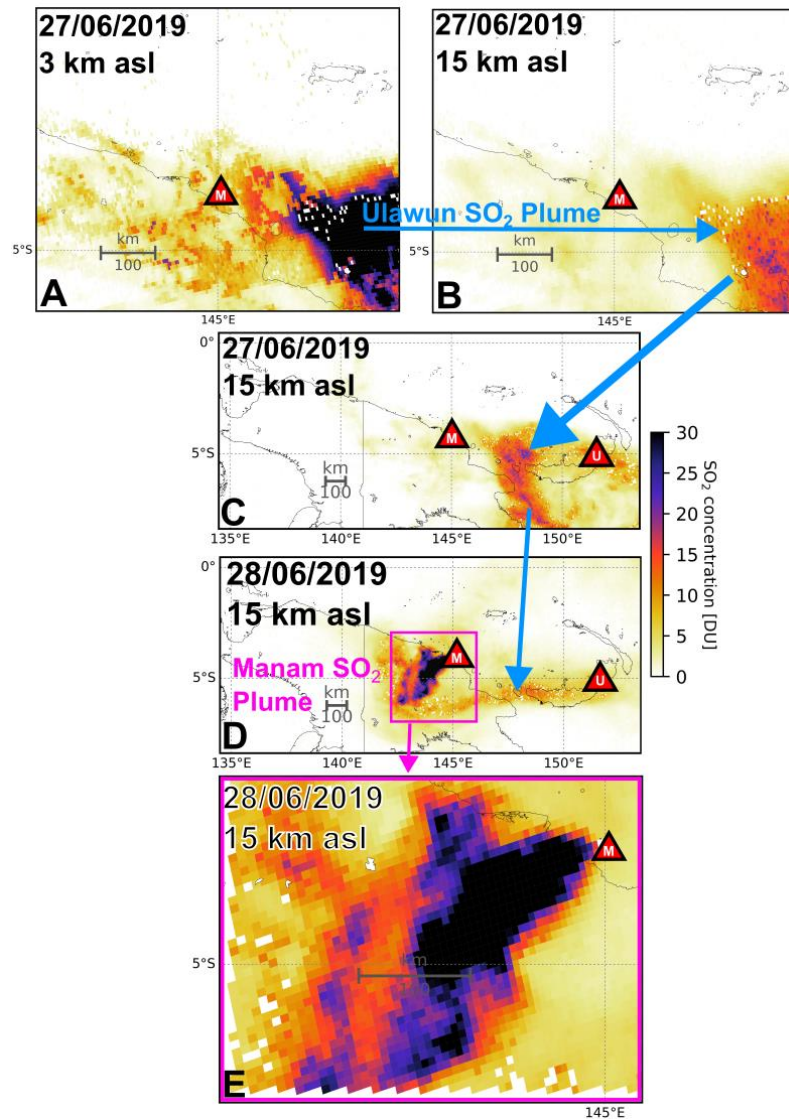 27/06/2019
3 km asl
M
km
100
5°S
A
145°E
27/06/2019
15 km asl
M
Ulawun SO₂ Plume
km
100
5°S
B
145°E
0°
27/06/2019
15 km asl
M
U
5°S
km
100
C
135°E
140°E
145°E
150°E
0°
28/06/2019
15 km asl
M
U
5°S
Manam SO₂
Plume
km
100
D
135°E
140°E
145°E
150°E
30
25
20
15
10
5
0
SO₂ concentration [DU]
28/06/2019
15 km asl
M
5°S
km
E
145°E